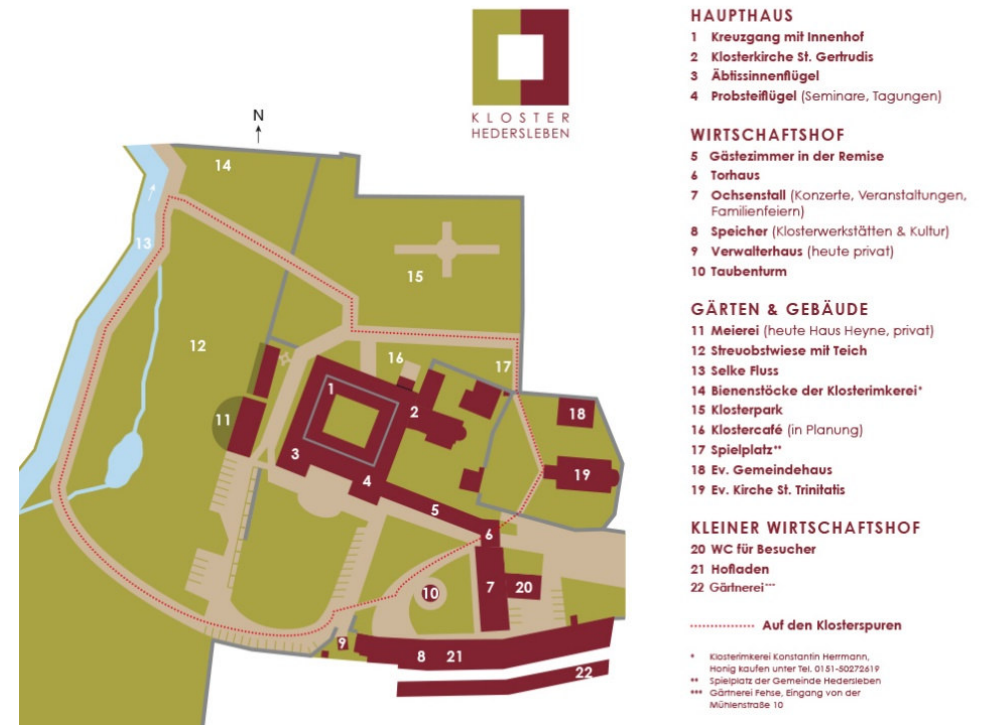 KLOSTER
HEDERSLEBEN
N
14
13
15
12
16
17
1
2
18
11
3
19
4
5
6
7
20
10
9
8
21
22
HAUPTHAUS
1 Kreuzgang mit Innenhof
2 Klosterkirche St. Gertrudis
3 Äbtissinnenflügel
4 Probsteiflügel (Seminare, Tagungen)
WIRTSCHAFTSHOF
5 Gästezimmer in der Remise
6 Torhaus
7 Ochsenstall (Konzerte, Veranstaltungen,
Familienfeiern)
8 Speicher (Klosterwerkstätten & Kultur)
9 Verwalterhaus (heute privat)
10 Taubenturm
GÄRTEN & GEBÄUDE
11 Meierei (heute Haus Heyne, privat)
12 Streuobstwiese mit Teich
13 Selke Fluss
14 Bienenstöcke der Klosterimkerei*
15 Klosterpark
16 Klostercafé (in Planung)
17 Spielplatz**
18 Ev. Gemeindehaus
19 Ev. Kirche St. Trinitatis
KLEINER WIRTSCHAFTSHOF
20 WC für Besucher
21 Hofladen
22 Gärtnerei***
Auf den Klosterspuren
* Klosterimkerei Konstantin Herrmann,
Honig kaufen unter Tel. 0151-50272619
** Spielplatz der Gemeinde Hedersleben
*** Gärtnerei Fehse, Eingang von der
Mühlenstraße 10